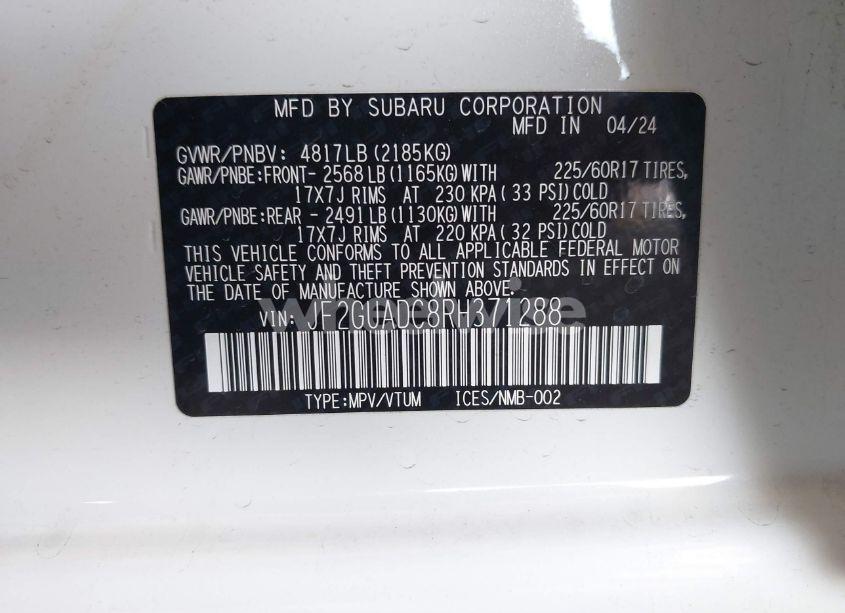 MFD BY SUBARU CORPORATION
MFD IN 04/24
GVWR/PNBV: 4817LB(2185KG)
GAWR/PNBE:FRONT- 2568LB(1165KG)WITH 225/60R17 TIRES,
17X7J RIMS AT 230 KPA( 33 PSI)COLD
GAWR/PNBE:REAR - 2491LB(1130KG)WITH 225/60R17 TIRES,
17X7J RIMS AT 220 KPA( 32 PSI)COLD
THIS VEHICLE CONFORMS TO ALL APPLICABLE FEDERAL MOTOR
VEHICLE SAFETY AND THEFT PREVENTION STANDARDS IN EFFECT ON
THE DATE OF MANUFACTURE SHOWN ABOVE.
VIN: JF2GUADC8RH371288
TYPE:MPV/VTUM ICES/NMB-002